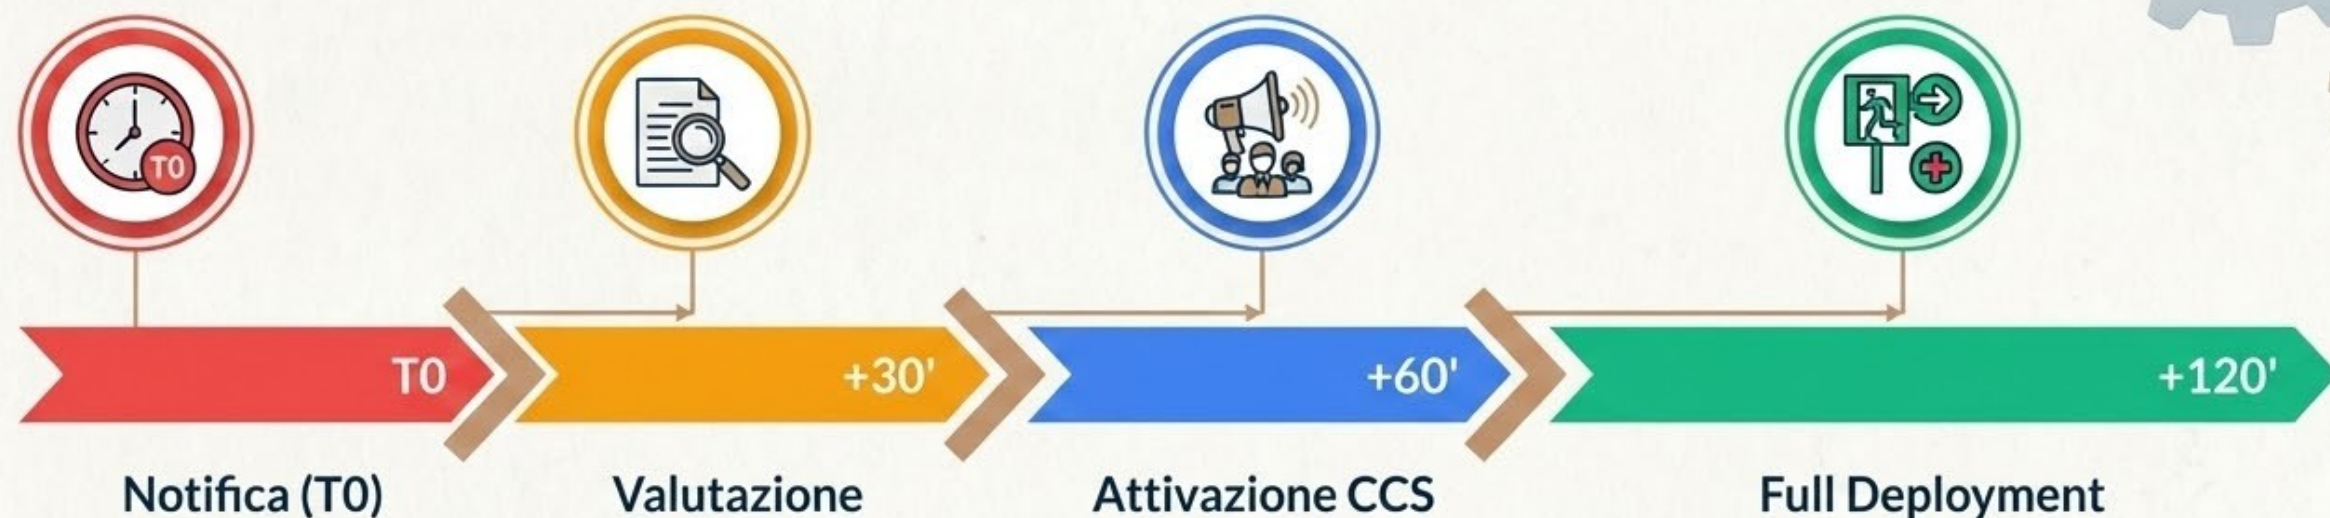 T0
T0
+30'
+60'
+120'
Notifica (T0)
Valutazione
Attivazione CCS
Full Deployment